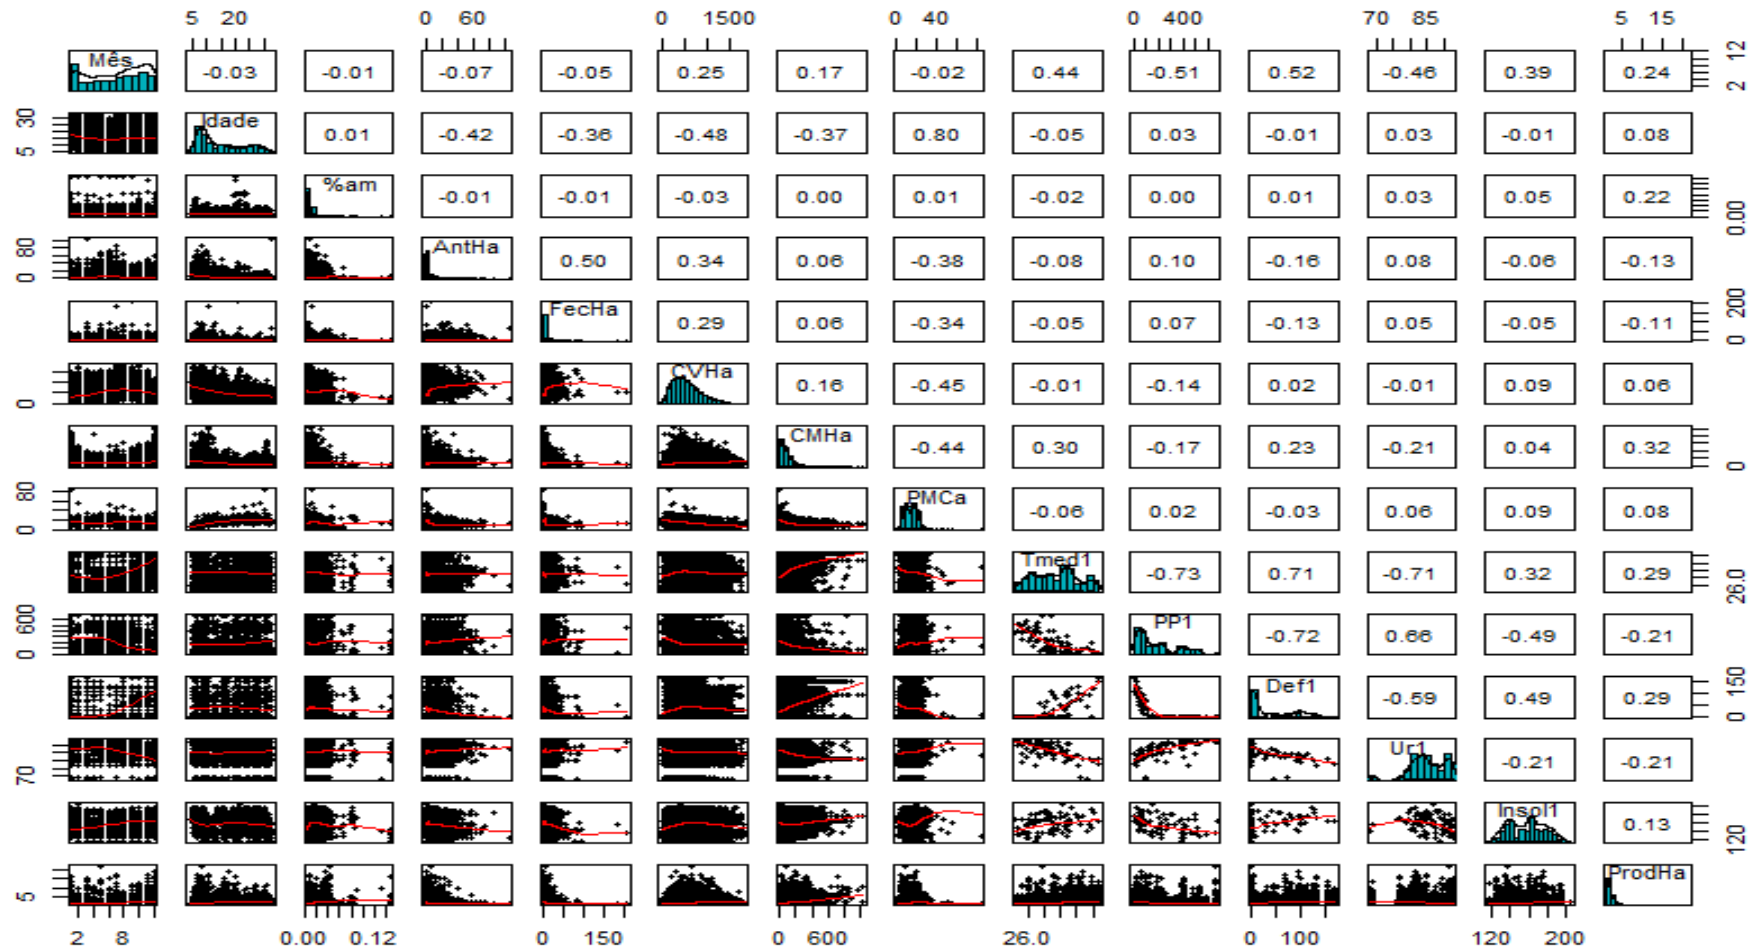 5 20 0 60 0 1500 0 40 0 400 70 85 5 15
Mês -0.03 -0.01 -0.07 -0.05 0.25 0.17 -0.02 0.44 -0.51 0.52 -0.46 0.39 0.24 2 12
5 30 Idade 0.01 -0.42 -0.36 -0.48 -0.37 0.80 -0.05 0.03 -0.01 0.03 -0.01 0.08
%am -0.01 -0.01 -0.03 0.00 0.01 -0.02 0.00 0.01 0.03 0.05 0.22 0.00
0 80 AntHa 0.50 0.34 0.06 -0.38 -0.08 0.10 -0.16 0.08 -0.06 -0.13
FecHa 0.29 0.06 -0.34 -0.05 0.07 -0.13 0.05 -0.05 -0.11 0 200
0 CVHa 0.16 -0.45 -0.01 -0.14 0.02 -0.01 0.09 0.06
CMHa -0.44 0.30 -0.17 0.23 -0.21 0.04 0.32 0
0 80 PMCa -0.06 0.02 -0.03 0.06 0.09 0.08
Tmed1 -0.73 0.71 -0.71 0.32 0.29 26.0
0 600 PP1 -0.72 0.66 -0.49 -0.21
Def1 -0.59 0.49 0.29 0 150
70 Ur1 -0.21 -0.21
Insol1 0.13 120
5 ProdHa
2 8 0.00 0.12 0 150 0 600 26.0 0 100 120 200